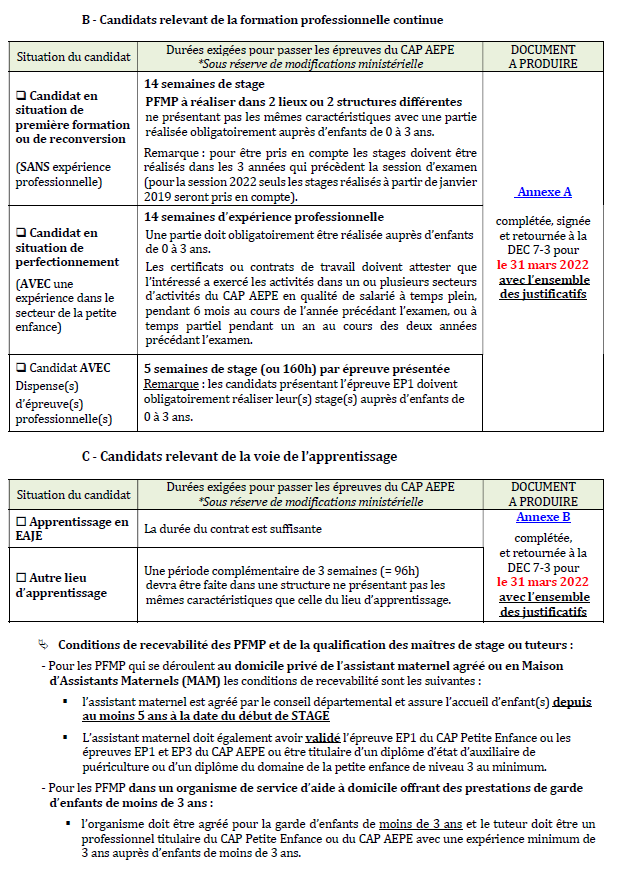 B - Candidats relevant de la formation professionnelle continue
Situation du candidat
Durées exigées pour passer les épreuves du CAP AEPE
*Sous réserve de modifications ministérielle
DOCUMENT
A PRODUIRE
❑ Candidat en
situation de
première formation
ou de reconversion
(SANS expérience
professionnelle)
14 semaines de stage
PFMP à réaliser dans 2 lieux ou 2 structures différentes
ne présentant pas les mêmes caractéristiques avec une partie
réalisée obligatoirement auprès d'enfants de 0 à 3 ans.
Remarque : pour être pris en compte les stages doivent être
réalisés dans les 3 années qui précèdent la session d'examen
(pour la session 2022 seuls les stages réalisés à partir de janvier
2019 seront pris en compte).
Annexe A
complétée, signée
et retournée à la
DEC 7-3 pour
le 31 mars 2022
avec l'ensemble
des justificatifs
❑ Candidat en
situation de
perfectionnement
(AVEC une
expérience dans le
secteur de la petite
enfance)
14 semaines d'expérience professionnelle
Une partie doit obligatoirement être réalisée auprès d'enfants
de 0 à 3 ans.
Les certificats ou contrats de travail doivent attester que
l'intéressé a exercé les activités dans un ou plusieurs secteurs
d'activités du CAP AEPE en qualité de salarié à temps plein,
pendant 6 mois au cours de l'année précédant l'examen, ou à
temps partiel pendant un an au cours des deux années
précédant l'examen.
❑ Candidat AVEC
Dispense(s)
d'épreuve(s)
professionnelle(s)
5 semaines de stage (ou 160h) par épreuve présentée
Remarque : les candidats présentant l'épreuve EP1 doivent
obligatoirement réaliser leur(s) stage(s) auprès d'enfants de
0 à 3 ans.
C - Candidats relevant de la voie de l'apprentissage
Situation du candidat
Durées exigées pour passer les épreuves du CAP AEPE
*Sous réserve de modifications ministérielle
DOCUMENT
A PRODUIRE
☐ Apprentissage en
EAJE
La durée du contrat est suffisante
Annexe B
complétée,
et retournée à la
DEC 7-3 pour
le 31 mars 2022
avec l'ensemble
des justificatifs
☐ Autre lieu
d'apprentissage
Une période complémentaire de 3 semaines (= 96h)
devra être faite dans une structure ne présentant pas les
mêmes caractéristiques que celle du lieu d'apprentissage.
Conditions de recevabilité des PFMP et de la qualification des maîtres de stage ou tuteurs :
- Pour les PFMP qui se déroulent au domicile privé de l'assistant maternel agréé ou en Maison
d'Assistants Maternels (MAM) les conditions de recevabilité sont les suivantes :
▪ l'assistant maternel est agréé par le conseil départemental et assure l'accueil d'enfant(s) depuis
au moins 5 ans à la date du début de STAGE
▪ L'assistant maternel doit également avoir validé l'épreuve EP1 du CAP Petite Enfance ou les
épreuves EP1 et EP3 du CAP AEPE ou être titulaire d'un diplôme d'état d'auxiliaire de
puériculture ou d'un diplôme du domaine de la petite enfance de niveau 3 au minimum.
- Pour les PFMP dans un organisme de service d'aide à domicile offrant des prestations de garde
d'enfants de moins de 3 ans :
▪ l'organisme doit être agréé pour la garde d'enfants de moins de 3 ans et le tuteur doit être un
professionnel titulaire du CAP Petite Enfance ou du CAP AEPE avec une expérience minimum de
3 ans auprès d'enfants de moins de 3 ans.